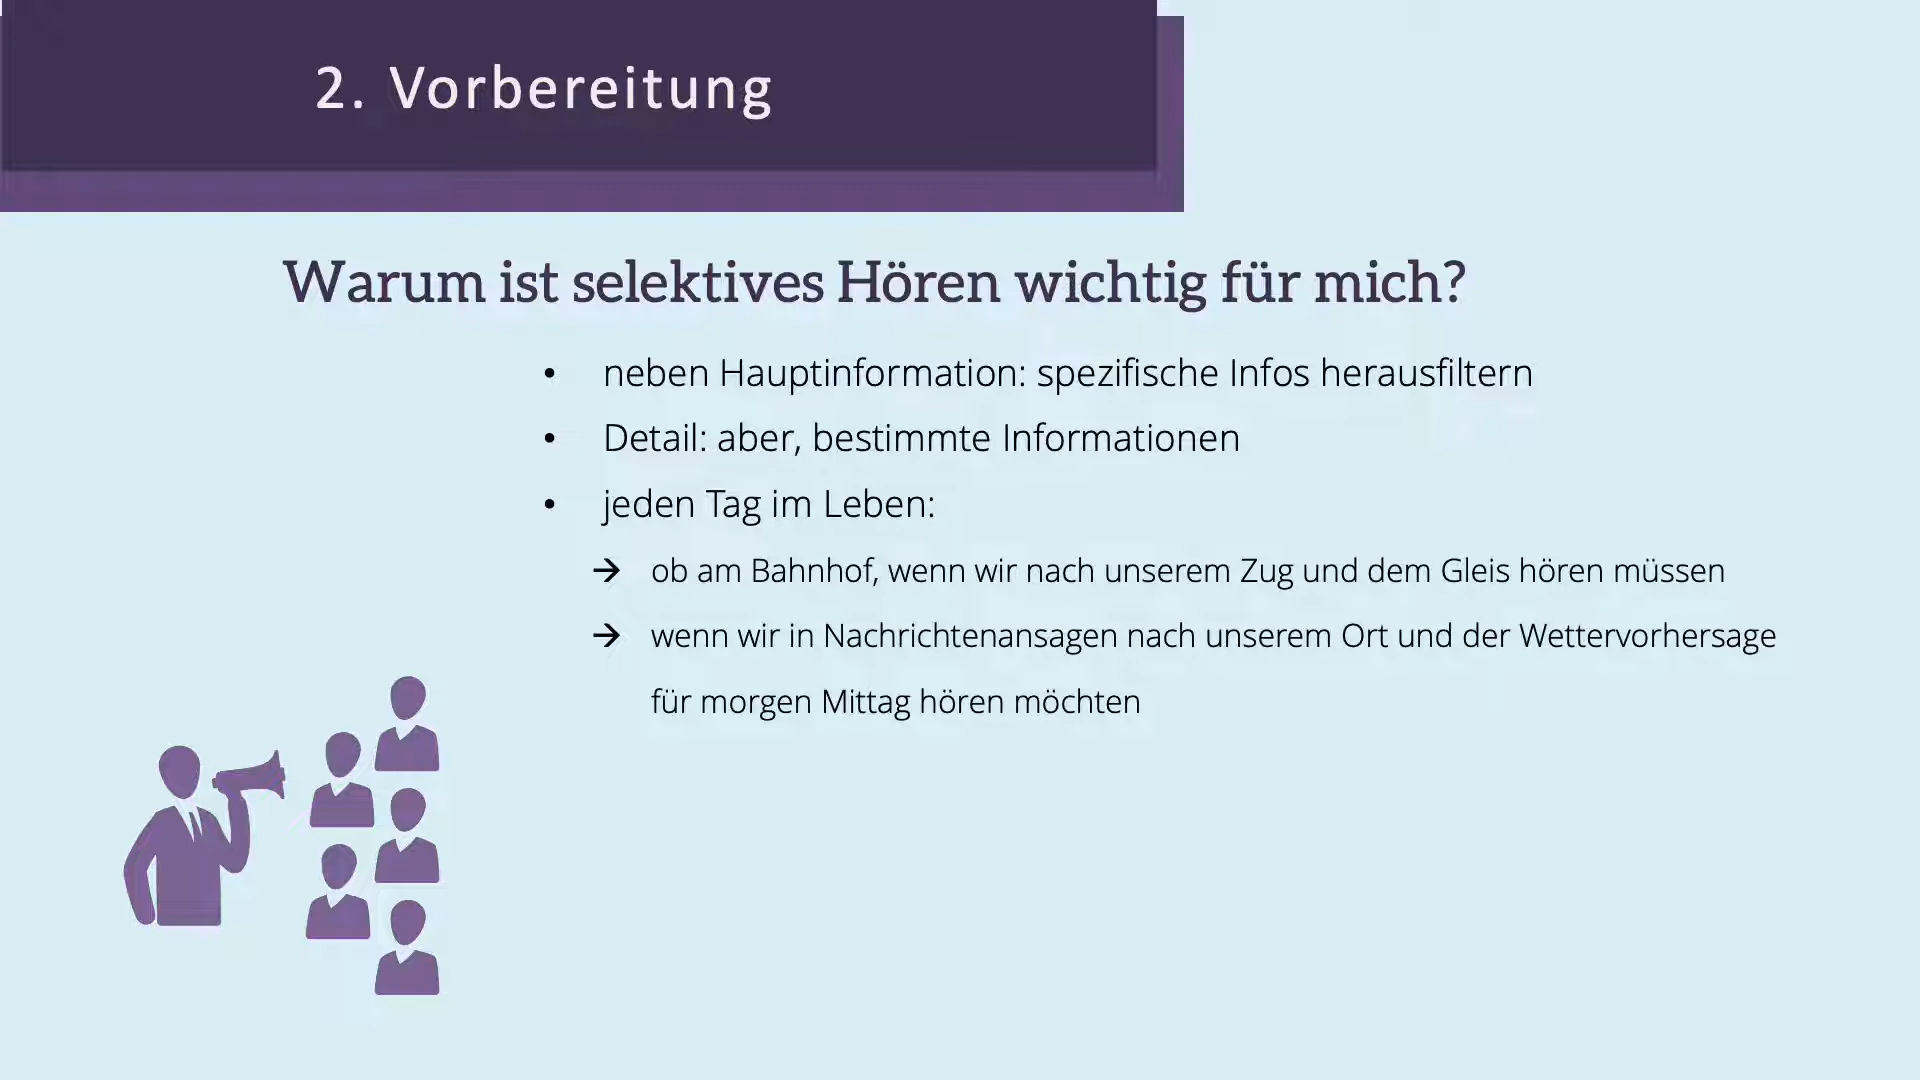 2. Vorbereitung
Warum ist selektives Hören wichtig für mich?
• neben Hauptinformation: spezifische Infos herausfiltern
• Detail: aber, bestimmte Informationen
• jeden Tag im Leben:
→ ob am Bahnhof, wenn wir nach unserem Zug und dem Gleis hören müssen
→ wenn wir in Nachrichtenansagen nach unserem Ort und der Wettervorhersage
für morgen Mittag hören möchten